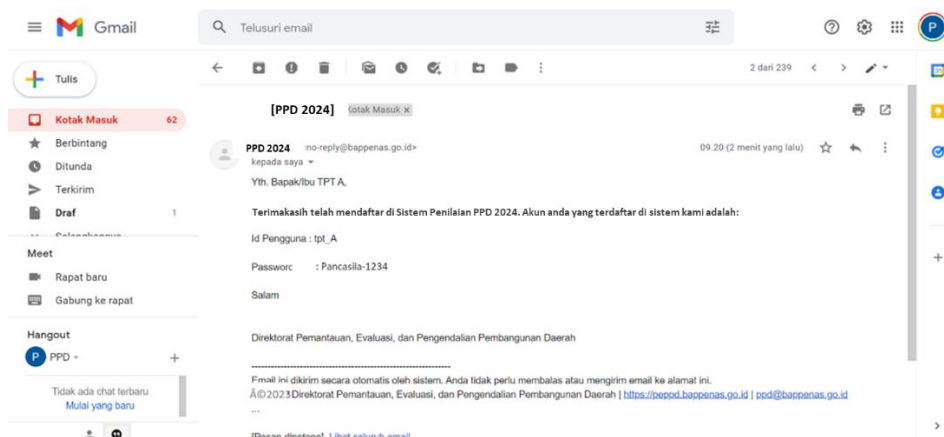 Gmail
Telusuri email
P
Tulis
2 dari 239
Kotak Masuk 62
Berbintang
Ditunda
Terkirim
Draf 1
Meet
Rapat baru
Gabung ke rapat
Hangout
P PPD
Tidak ada chat terbaru
Mulai yang baru
[PPD 2024] Kotak Masuk x
PPD 2024 no-reply@bappenas.go.id> 09.20 (2 menit yang lalu)
kepada saya
Yth. Bapak/Ibu TPT A,
Terimakasih telah mendaftar di Sistem Penilaian PPD 2024. Akun anda yang terdaftar di sistem kami adalah:
Id Pengguna : tpt_A
Passworc : Pancasila-1234
Salam
Direktorat Pemantauan, Evaluasi, dan Pengendalian Pembangunan Daerah
Email ini dikirim secara otomatis oleh sistem. Anda tidak perlu membalas atau mengirim email ke alamat ini.
Â©2023 Direktorat Pemantauan, Evaluasi, dan Pengendalian Pembangunan Daerah | https://peppd.bappenas.go.id | ppd@bappenas.go.id
...
[Pesan dipotong] Lihat seluruh email